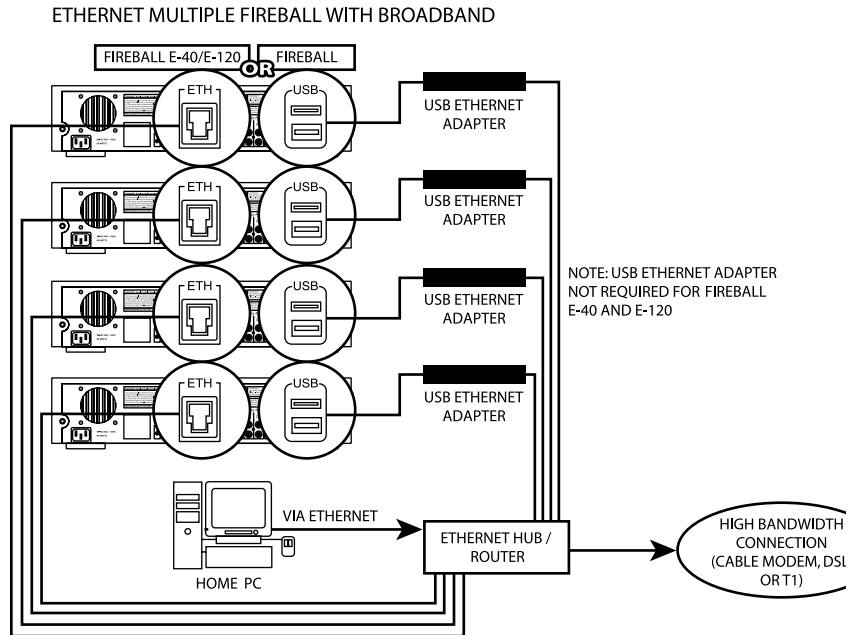 ETHERNET MULTIPLE FIREBALL WITH BROADBAND
FIREBALL E-40/E-120
OR
FIREBALL
ETH
USB
USB ETHERNET
ADAPTER
ETH
USB
USB ETHERNET
ADAPTER
ETH
USB
USB ETHERNET
ADAPTER
NOTE: USB ETHERNET ADAPTER
NOT REQUIRED FOR FIREBALL
E-40 AND E-120
ETH
USB
USB ETHERNET
ADAPTER
VIA ETHERNET
HOME PC
ETHERNET HUB /
ROUTER
HIGH BANDWIDTH
CONNECTION
(CABLE MODEM, DSL
OR T1)